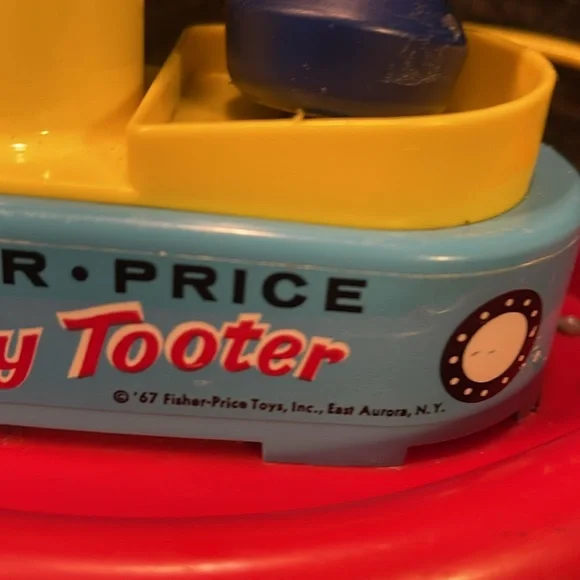 R • PRICE
y Tooter
© '67 Fisher-Price Toys, Inc., East Aurora, N.Y.